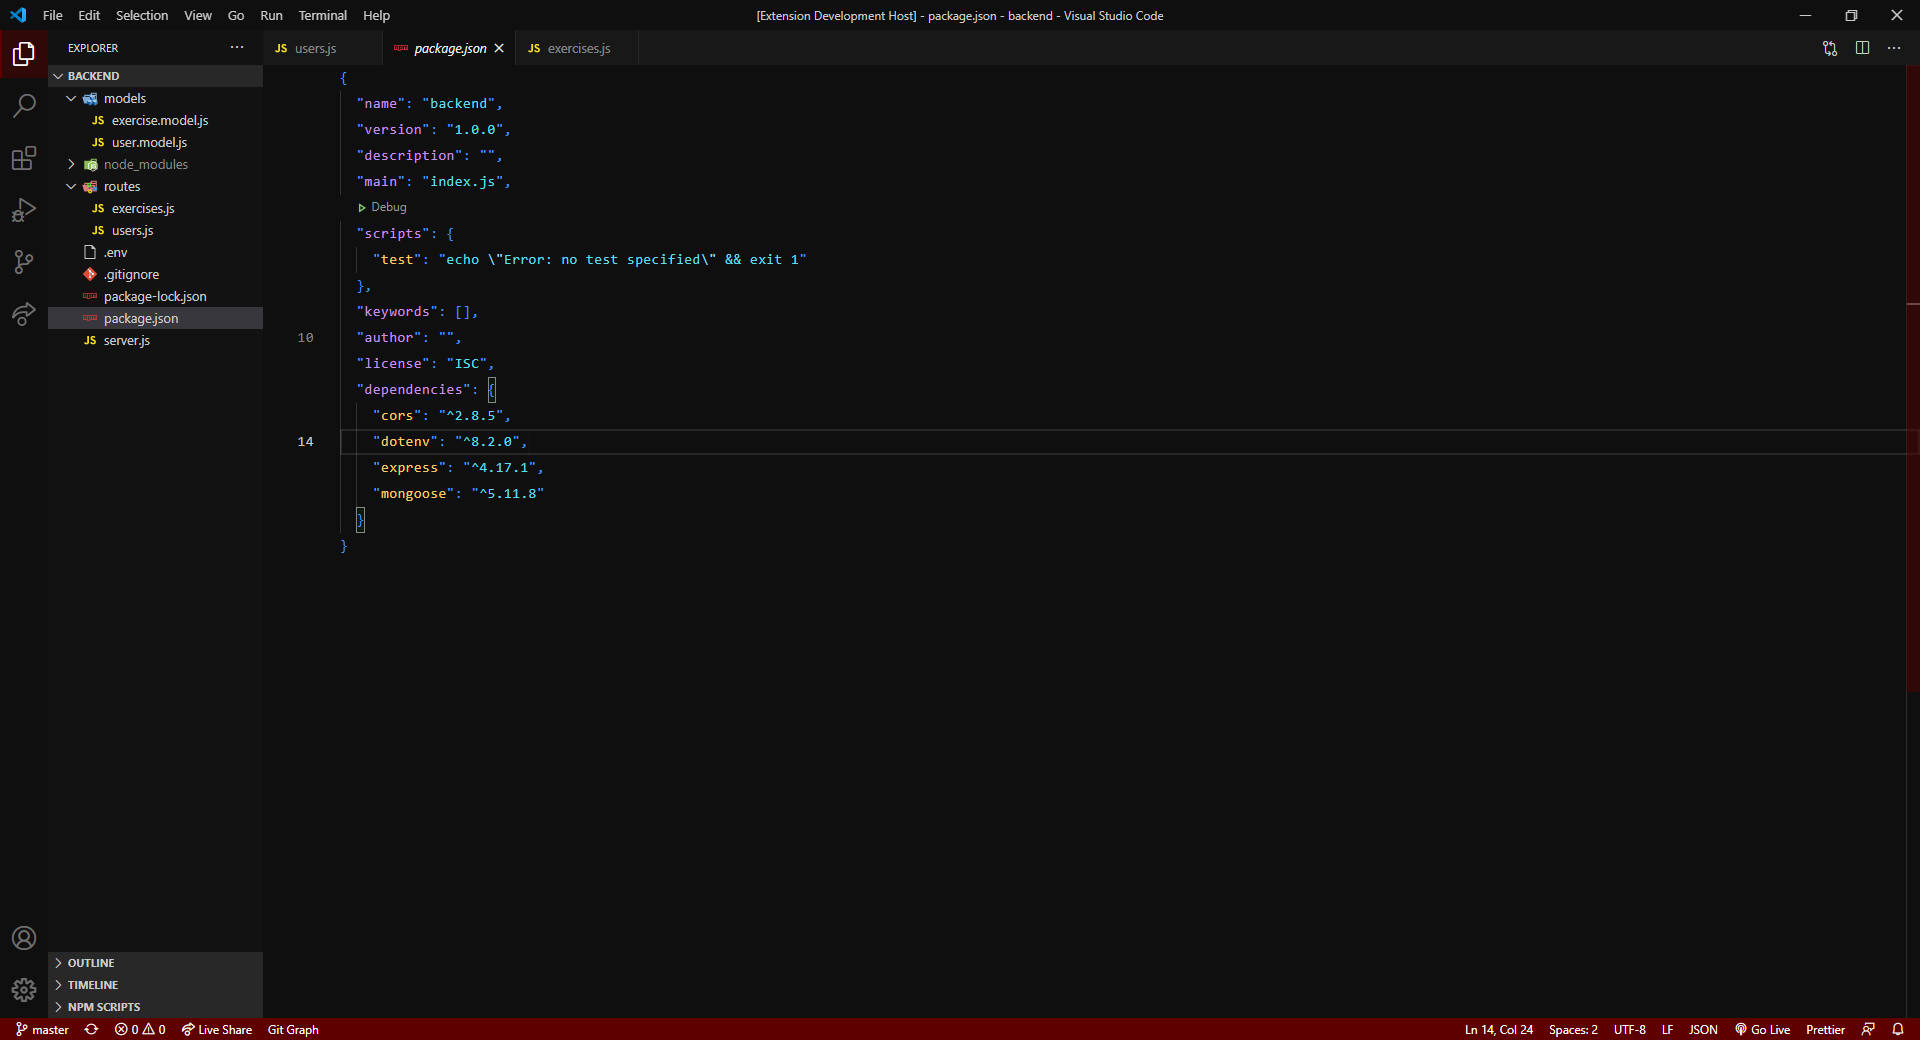 File Edit Selection View Go Run Terminal Help
[Extension Development Host] - package.json - backend - Visual Studio Code
EXPLORER
JS users.js
package.json
JS exercises.js
BACKEND
models
JS exercise.model.js
JS user.model.js
node_modules
routes
JS exercises.js
JS users.js
.env
.gitignore
package-lock.json
package.json
JS server.js
OUTLINE
TIMELINE
NPM SCRIPTS
{
"name": "backend",
"version": "1.0.0",
"description": "",
"main": "index.js",
Debug
"scripts": {
"test": "echo \"Error: no test specified\" && exit 1"
},
"keywords": [],
10 "author": "",
"license": "ISC",
"dependencies": {
"cors": "^2.8.5",
14 "dotenv": "^8.2.0",
"express": "^4.17.1",
"mongoose": "^5.11.8"
}
}
master 0 0 Live Share Git Graph
Ln 14, Col 24 Spaces: 2 UTF-8 LF JSON Go Live Prettier